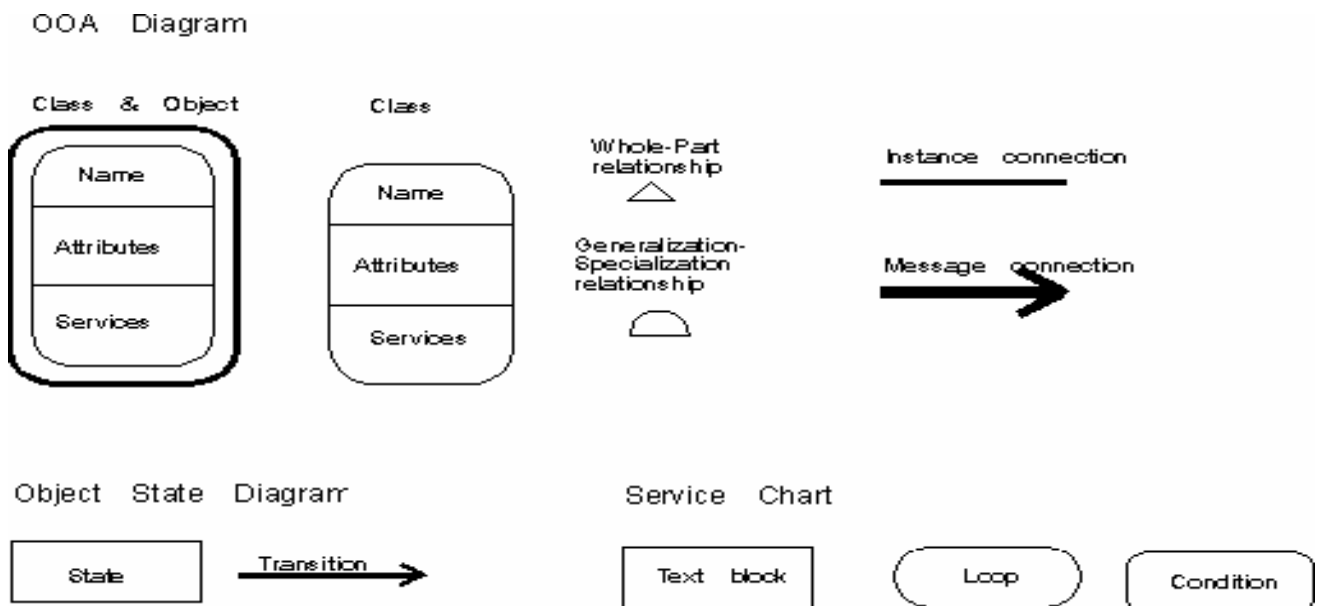 OOA Diagram
Class & Object
Name
Attributes
Services
Class
Name
Attributes
Services
Whole-Part
relationship
Generalization-
Specialization
relationship
Instance connection
Message connection
Object State Diagram
State
Transition
Service Chart
Text block
Loop
Condition